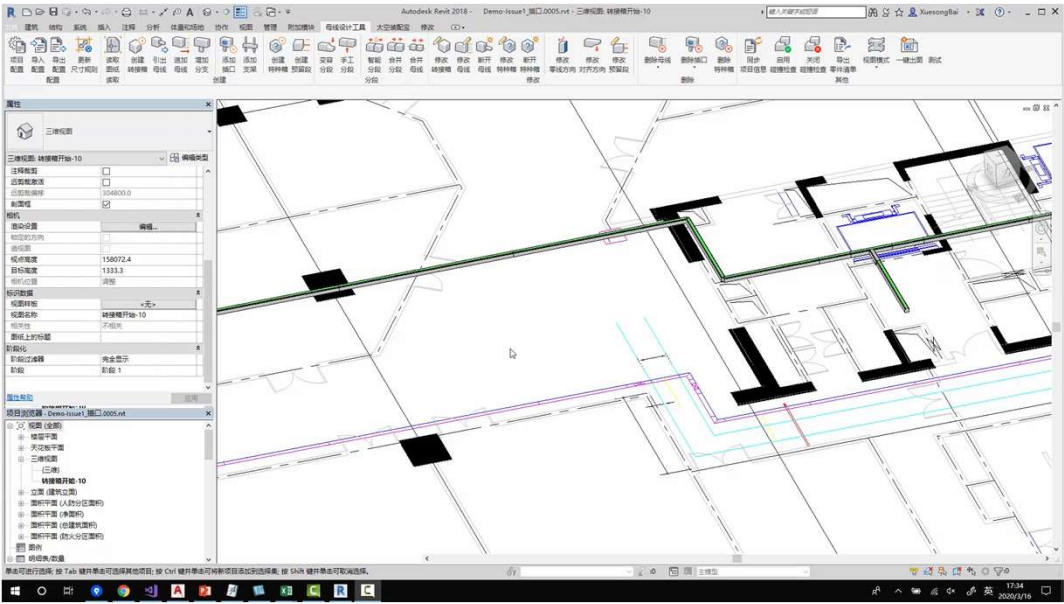 Autodesk Revit 2018 - Demo-Issue1_插口.0005.rvt - 三维视图: 转接箱开始-10
键入关键字或短语
XuesongBai
建筑 结构 系统 插入 注释 分析 体量和场地 协作 视图 管理 附加模块 母线设计工具 太空装配室 修改
项目 导入 导出 更新 读取 创建 引出 追加 增加 添加 添加 创建 创建 变容 手工 智能 合并 合并 修改 修改 断开 修改 断开 修改 修改 修改 删除母线 删除插口 删除 同步 启用 关闭 导出 视图模式 一键出图 测试
配置 配置 配置 尺寸规则 图纸 转接箱 母线 母线 分支 插口 支架 特种箱 预留段 分段 分段 分段 分段 母线 转接箱 母线 母线 特种箱 特种箱 零线方向 对齐方向 预留段 特种箱 项目信息 碰撞检查 碰撞检查 零件清单
配置 读取 创建 分段 修改 删除 其他
属性
三维视图
三维视图: 转接箱开始-10 编辑类型
注释裁剪
远剪裁激活
远剪裁偏移 304800.0
剖面框
相机
渲染设置 编辑...
锁定的方向
透视图
视点高度 158072.4
目标高度 1333.3
相机位置 调整
标识数据
视图样板 <无>
视图名称 转接箱开始-10
相关性 不相关
图纸上的标题
阶段化
阶段过滤器 完全显示
阶段 阶段 1
属性帮助 应用
项目浏览器 - Demo-Issue1_插口.0005.rvt
视图 (全部)
楼层平面
天花板平面
三维视图
{三维}
转接箱开始-10
立面 (建筑立面)
面积平面 (人防分区面积)
面积平面 (净面积)
面积平面 (总建筑面积)
面积平面 (防火分区面积)
图例
明细表/数量
单击可进行选择; 按 Tab 键并单击可选择其他项目; 按 Ctrl 键并单击可将新项目添加到选择集; 按 Shift 键并单击可取消选择。
:0
主模型
:0
英
17:34
2020/3/16